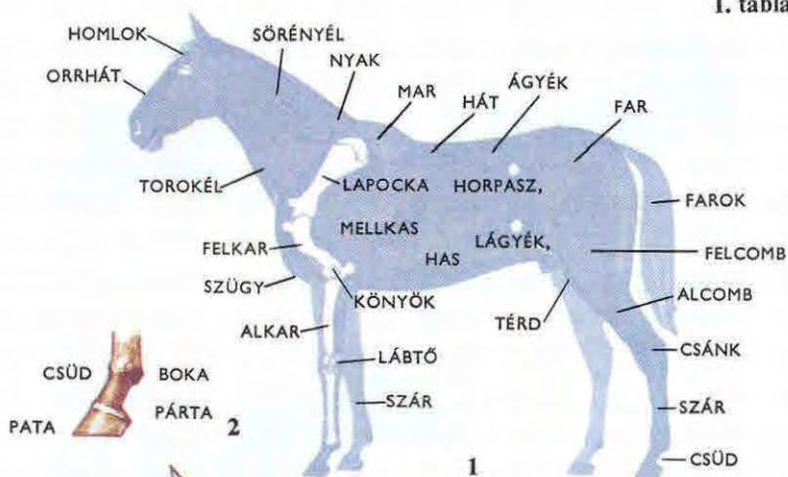 I. tábla
HOMLOK
SÖRÉNYÉL
NYAK
ORRHÁT
MAR
HÁT
ÁGYÉK
FAR
TOROKÉL
LAPOCKA
HORPASZ,
FAROK
MELLKAS
FELKAR
HAS
LÁGYÉK,
FELCOMB
SZÜGY
KÖNYÖK
ALCOMB
ALKAR
TÉRD
LÁBTŐ
CSÁNK
CSÜD
BOKA
SZÁR
SZÁR
PATA
PÁRTA
2
1
CSÜD